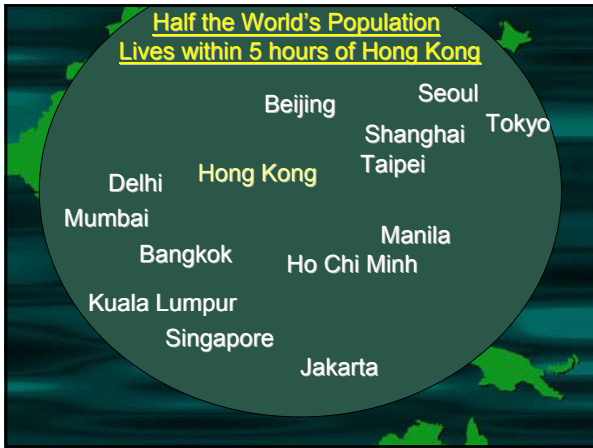 Half the World's Population
Lives within 5 hours of Hong Kong
Beijing
Seoul
Shanghai
Tokyo
Taipei
Hong Kong
Delhi
Mumbai
Manila
Bangkok
Ho Chi Minh
Kuala Lumpur
Singapore
Jakarta